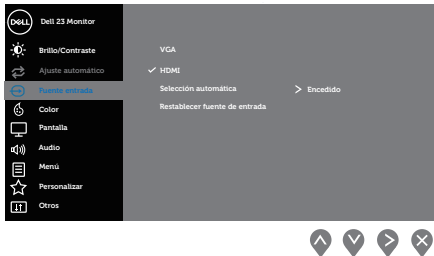 DELL
Dell 23 Monitor
Brillo/Contraste
Ajuste automático
Fuente entrada
Color
Pantalla
Audio
Menú
Personalizar
Otros
VGA
HDMI
Selección automática
Encedido
Restablecer fuente de entrada